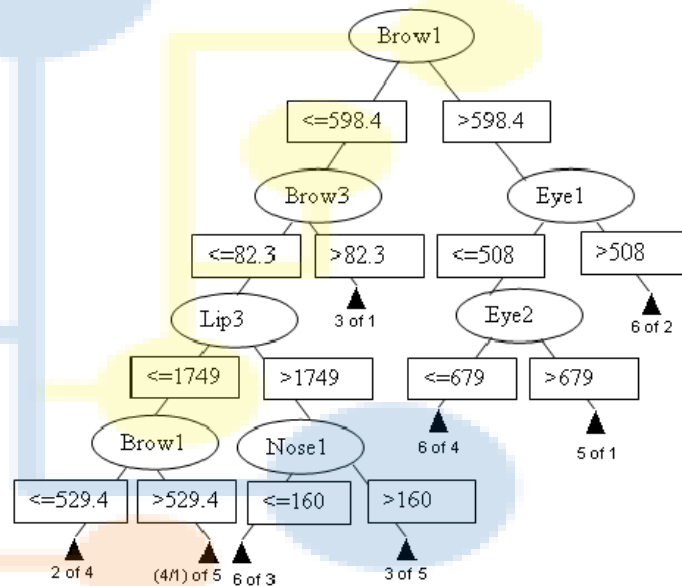 Brow1
<=598.4 >598.4
Brow3 Eye1
<=82.3 >82.3 <=508 >508
Lip3 3 of 1 Eye2 6 of 2
<=1749 >1749 <=679 >679
Brow1 Nose1 6 of 4 5 of 1
<=529.4 >529.4 <=160 >160
2 of 4 (4/1) of 5 6 of 3 3 of 5